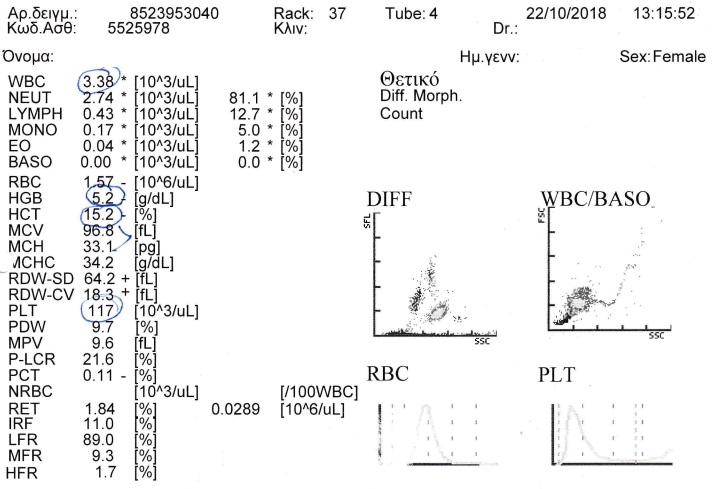 Αρ.δειγμ.: 8523953040 Rack: 37 Tube: 4 22/10/2018 13:15:52
Κωδ.Ασθ: 5525978 Κλιν: Dr.:
Όνομα: Ημ.γενν: Sex: Female
WBC 3.38 * [10^3/uL]
NEUT 2.74 * [10^3/uL] 81.1 * [%]
LYMPH 0.43 * [10^3/uL] 12.7 * [%]
MONO 0.17 * [10^3/uL] 5.0 * [%]
EO 0.04 * [10^3/uL] 1.2 * [%]
BASO 0.00 * [10^3/uL] 0.0 * [%]
Θετικό
Diff. Morph.
Count
RBC 1.57 - [10^6/uL]
HGB 5.2 - [g/dL]
HCT 15.2 - [%]
MCV 96.8 [fL]
MCH 33.1 [pg]
MCHC 34.2 [g/dL]
RDW-SD 64.2 + [fL]
RDW-CV 18.3 + [fL]
PLT 117 [10^3/uL]
PDW 9.7 [%]
MPV 9.6 [fL]
P-LCR 21.6 [%]
PCT 0.11 - [%]
NRBC [10^3/uL] [/100WBC]
RET 1.84 [%] 0.0289 [10^6/uL]
IRF 11.0 [%]
LFR 89.0 [%]
MFR 9.3 [%]
HFR 1.7 [%]
DIFF
SFL
SSC
WBC/BASO
FSC
SSC
RBC
PLT